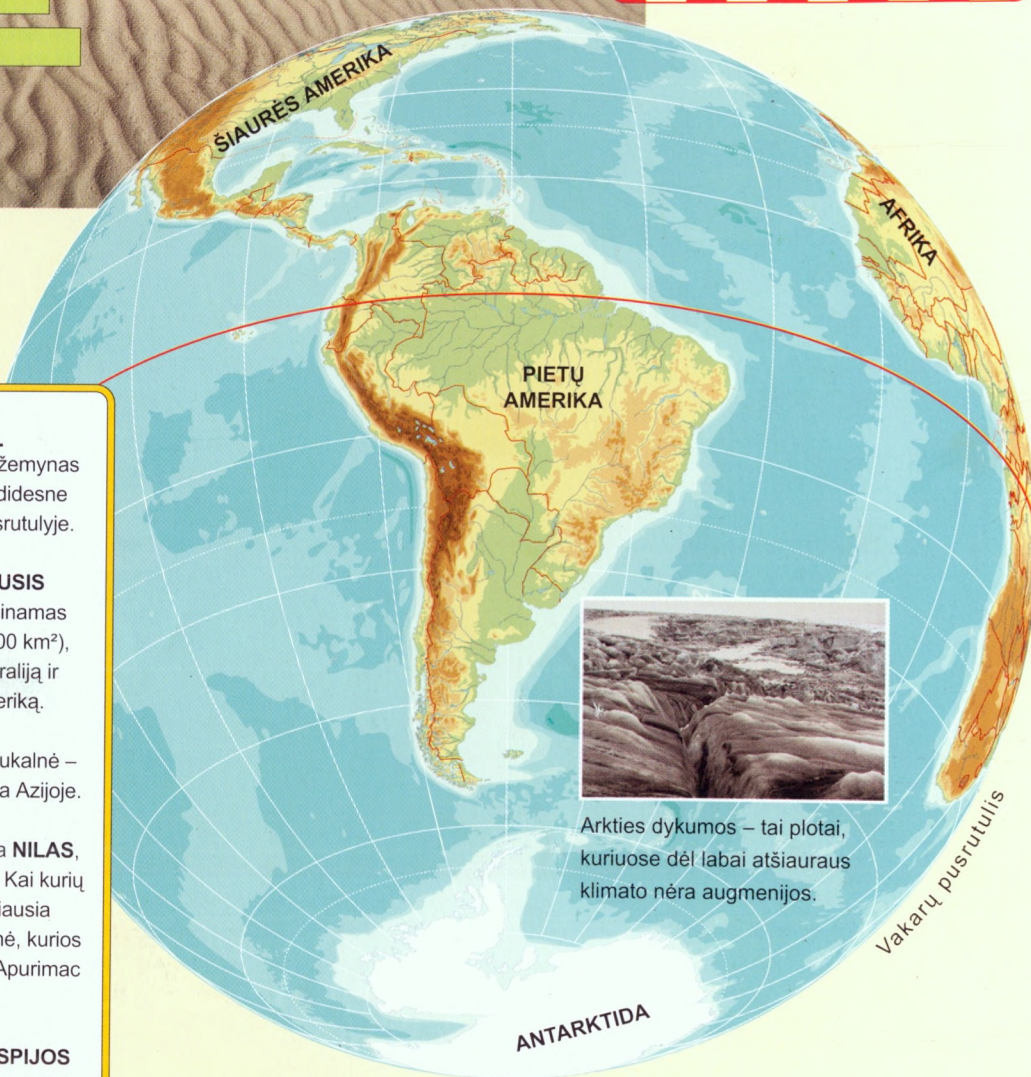 ŠIAURĖS AMERIKA
AFRIKA
PIETŲ
AMERIKA
žemynas
didesne
srutulyje.
USIS
inamas
00 km²),
raliją ir
eriką.
ukalnė –
a Azijoje.
a NILAS,
Kai kurių
iausia
nė, kurios
Apurimac
SPIJOS
Arkties dykumos – tai plotai,
kuriuose dėl labai atšiauraus
klimato nėra augmenijos.
Vakarų pusrutulis
ANTARKTIDA